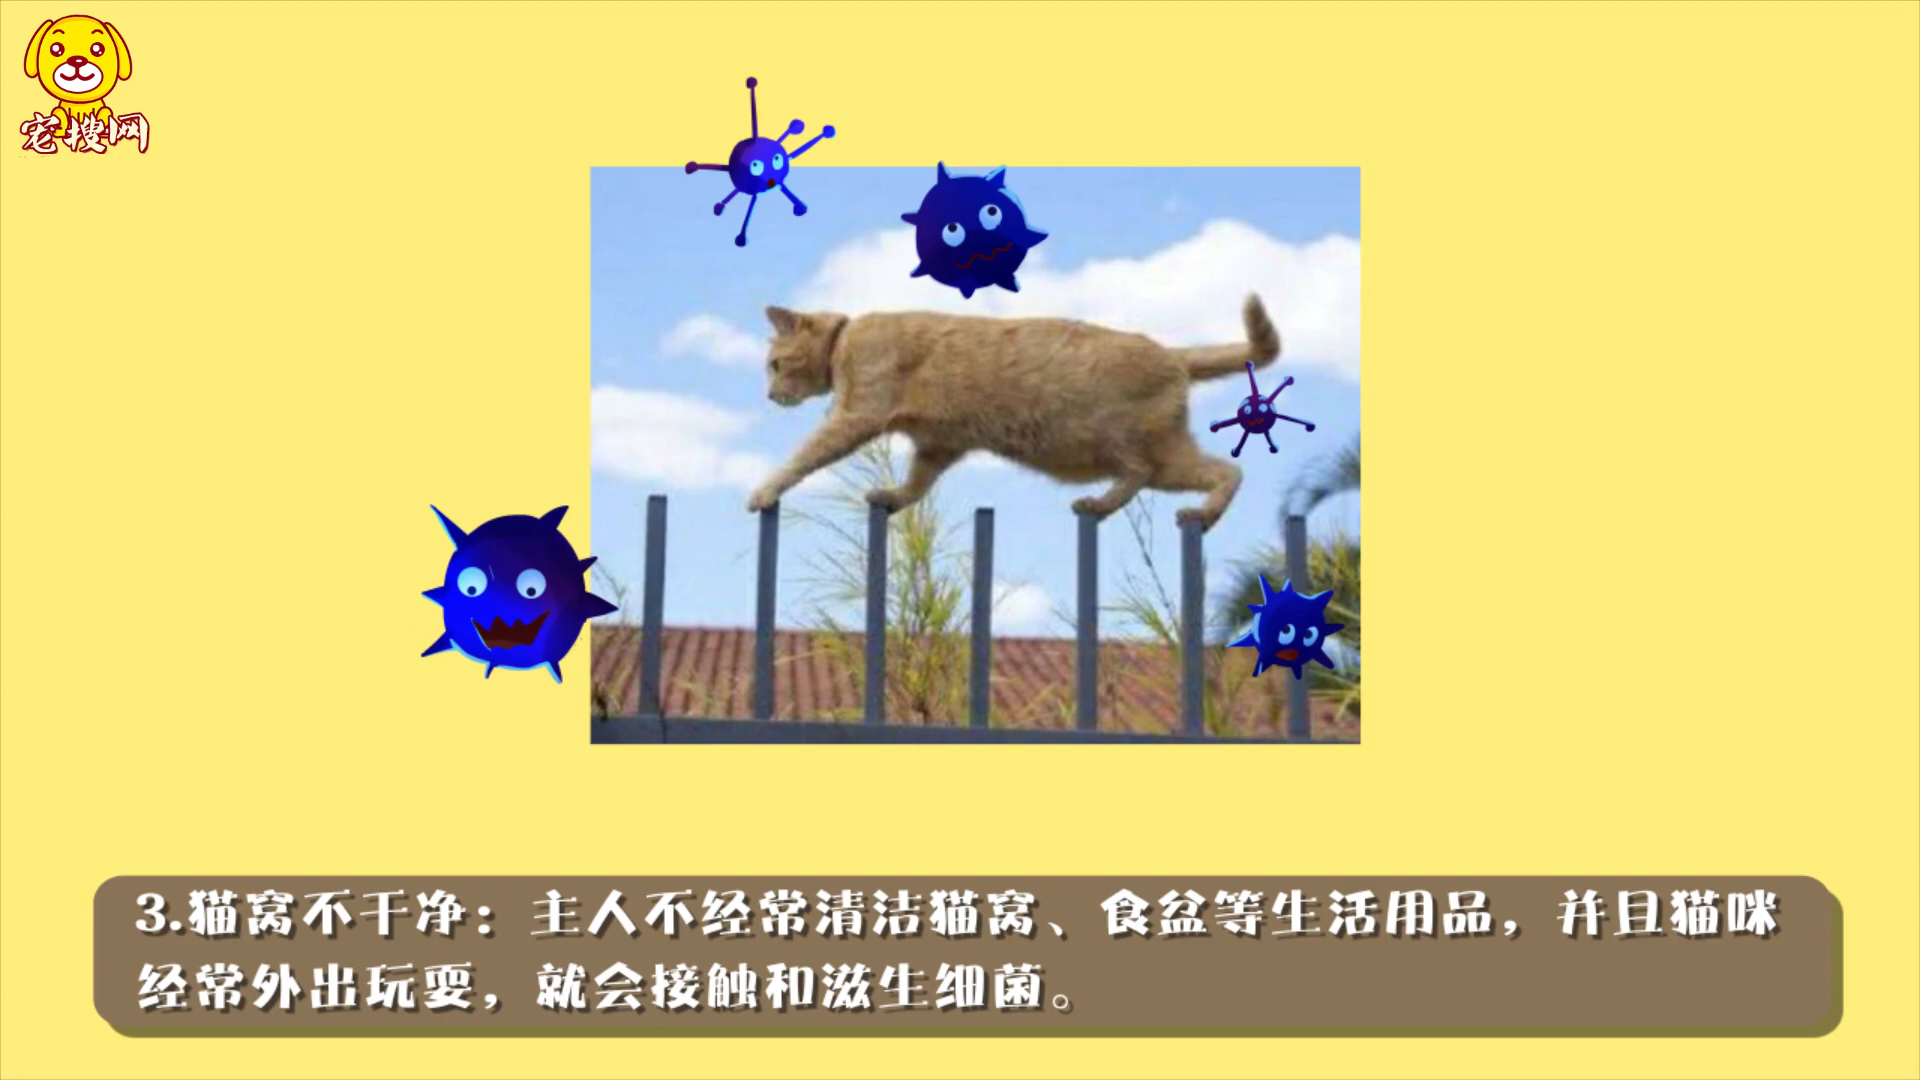 宠搜网
3.猫窝不干净：主人不经常清洁猫窝、食盆等生活用品，并且猫咪
经常外出玩耍，就会接触和滋生细菌。